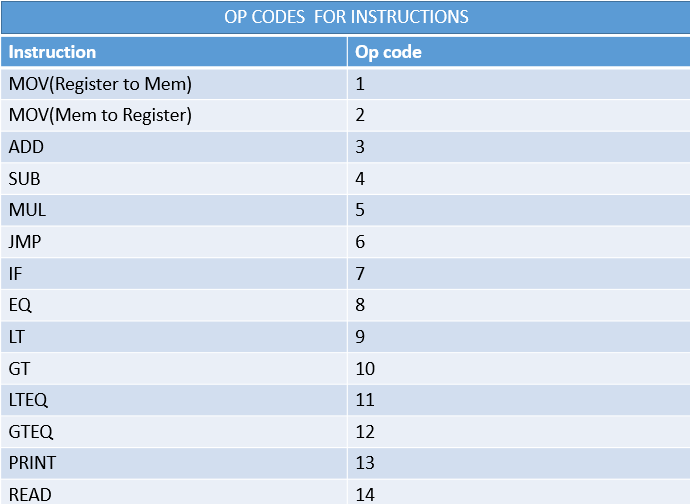 OP CODES FOR INSTRUCTIONS
Instruction Op code
MOV(Register to Mem) 1
MOV(Mem to Register) 2
ADD 3
SUB 4
MUL 5
JMP 6
IF 7
EQ 8
LT 9
GT 10
LTEQ 11
GTEQ 12
PRINT 13
READ 14